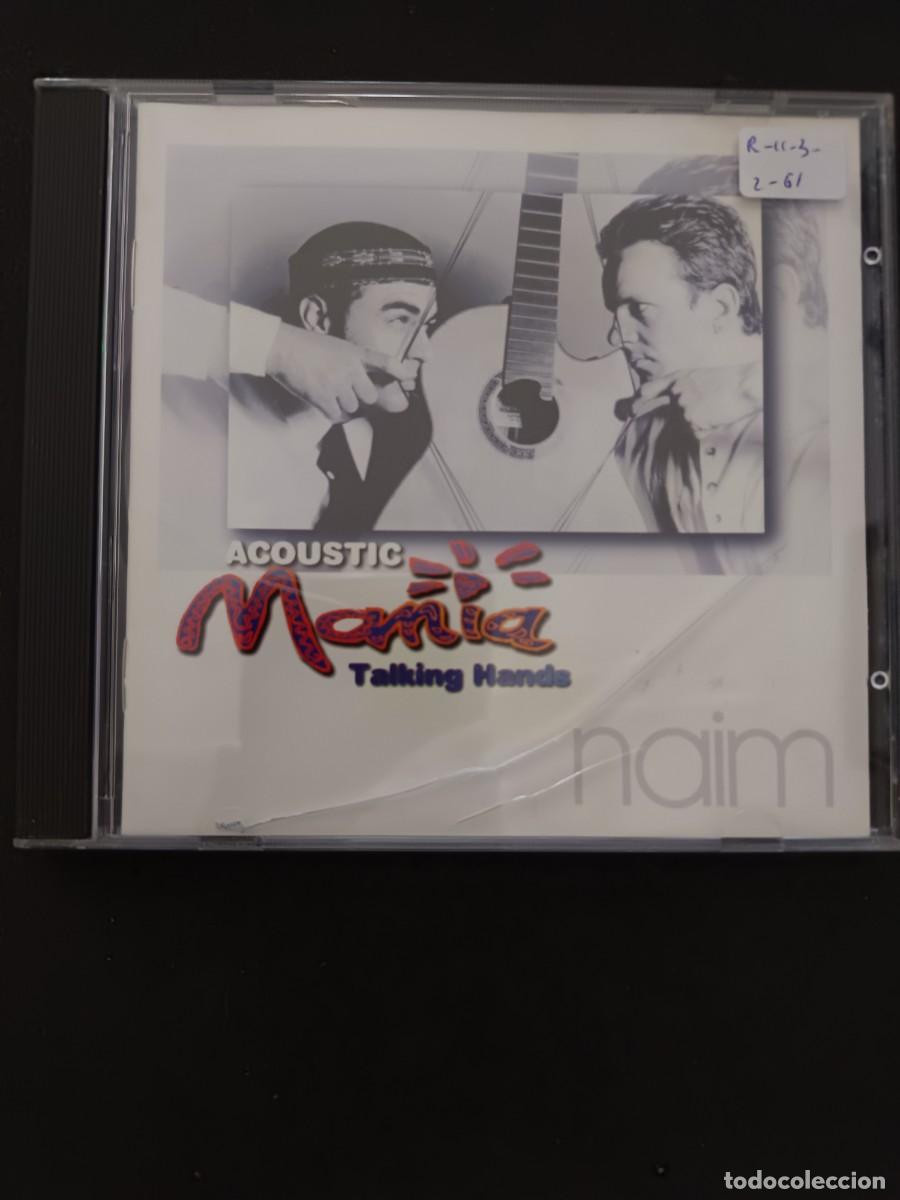 R-11-3-
2-61
ACOUSTIC
Mania
Talking Hands
naim
todocoleccion